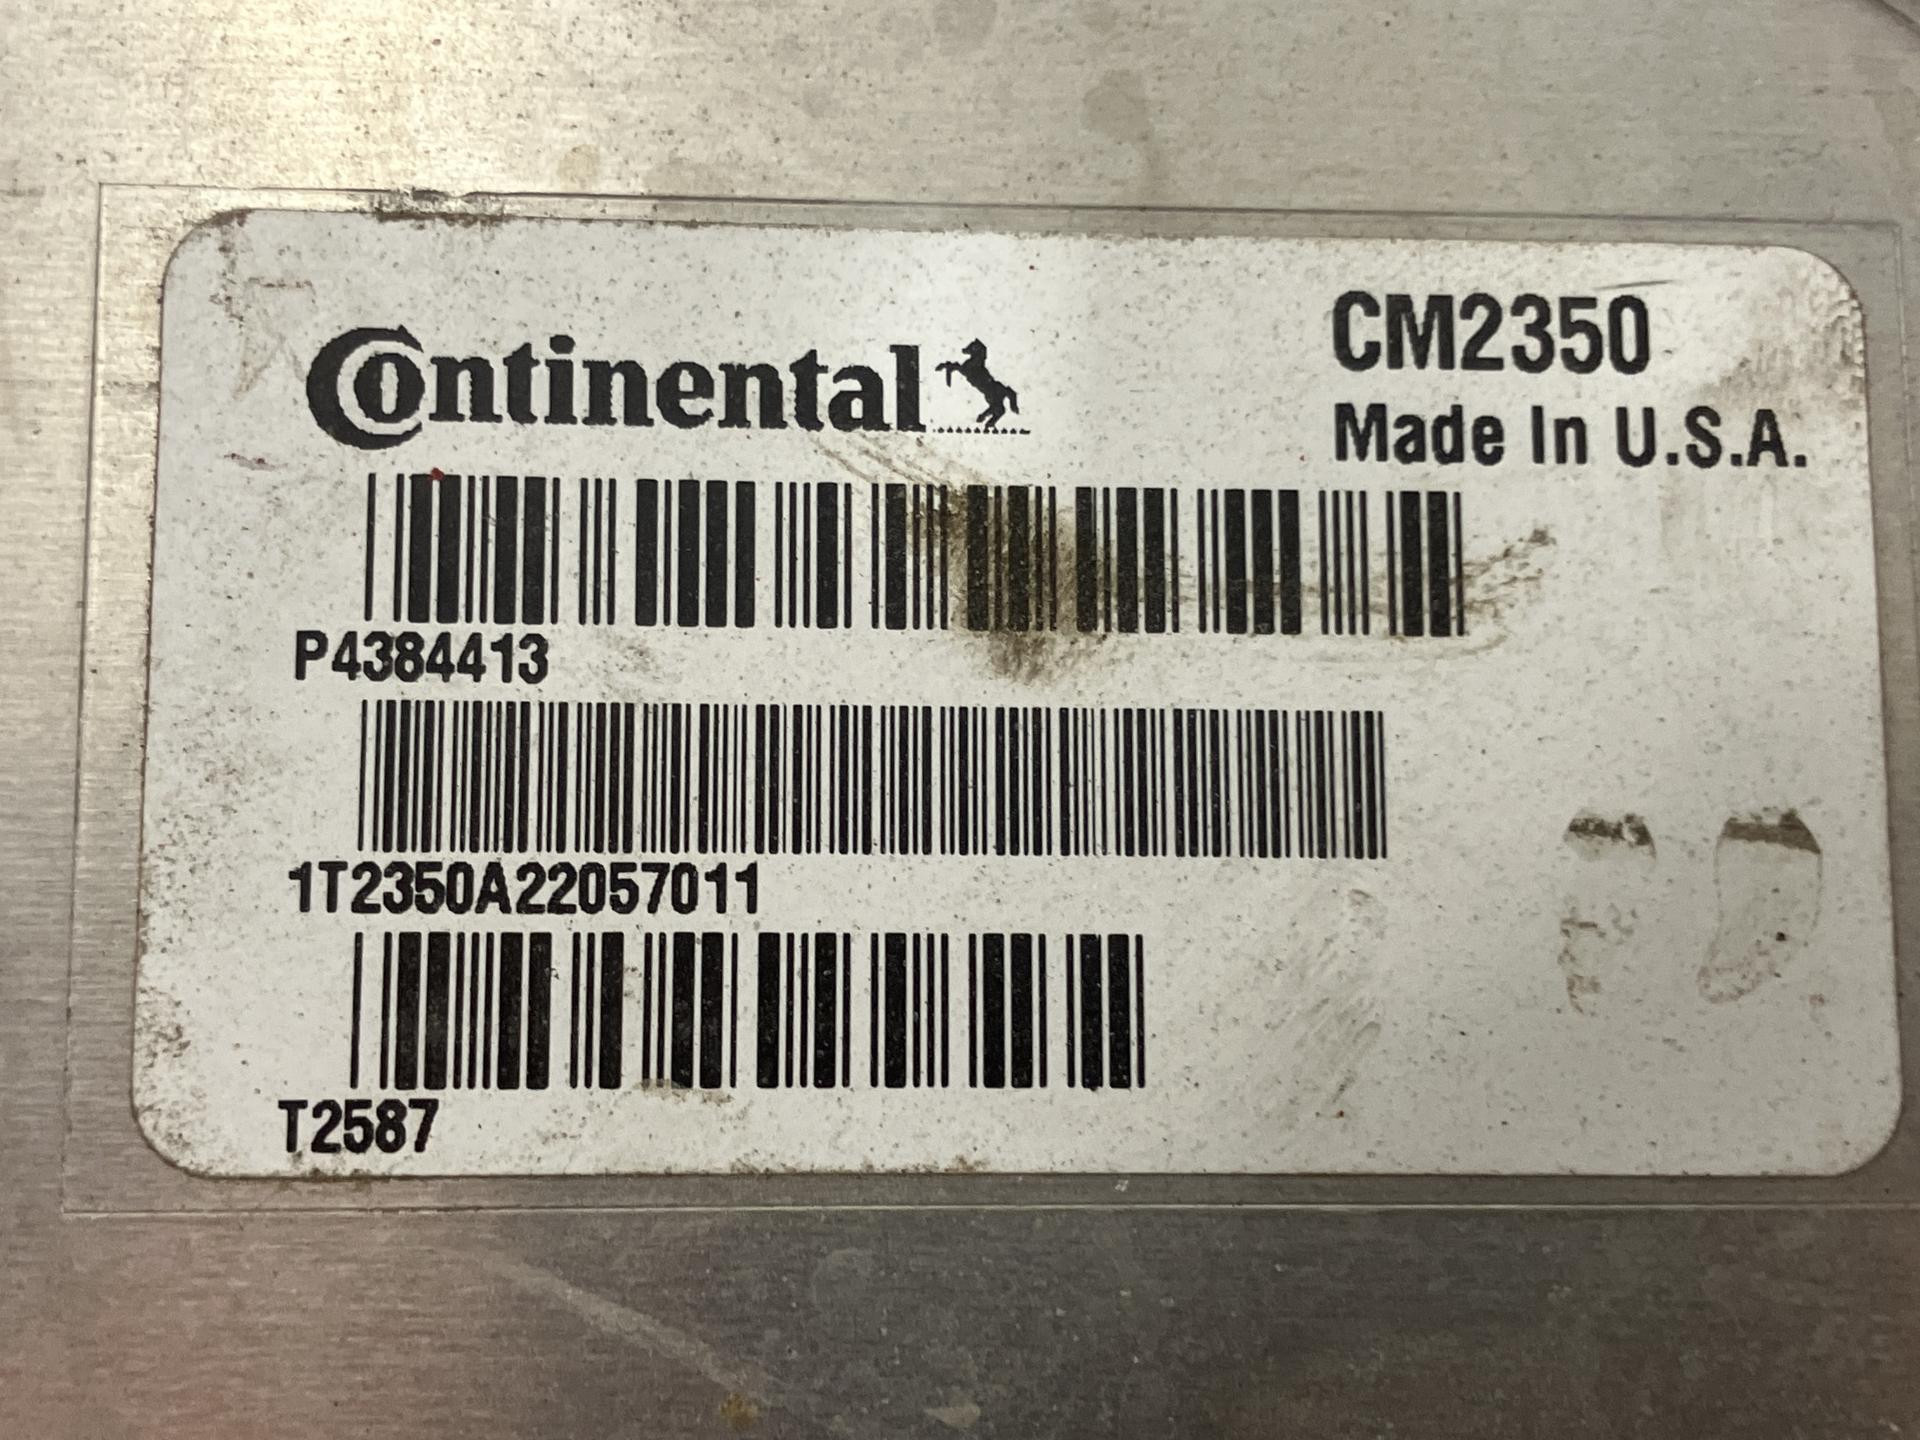 Continental
CM2350
Made In U.S.A.
P4384413
1T2350A22057011
T2587